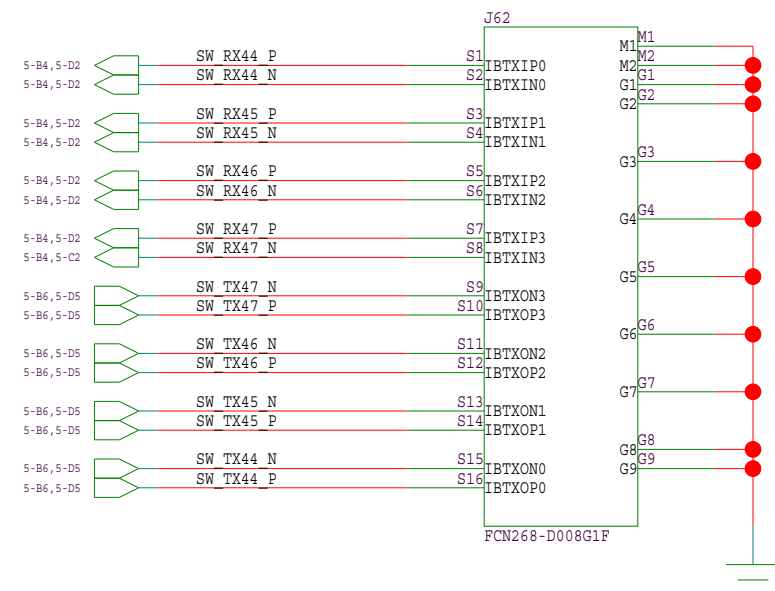 J62
M1 M1
5-B4,5-D2 SW_RX44_P S1 IBTXIP0 M2 M2
5-B4,5-D2 SW_RX44_N S2 IBTXIN0 G1 G1
G2 G2
5-B4,5-D2 SW_RX45_P S3 IBTXIP1
5-B4,5-D2 SW_RX45_N S4 IBTXIN1
G3 G3
5-B4,5-D2 SW_RX46_P S5 IBTXIP2
5-B4,5-D2 SW_RX46_N S6 IBTXIN2
G4 G4
5-B4,5-D2 SW_RX47_P S7 IBTXIP3
5-B4,5-C2 SW_RX47_N S8 IBTXIN3
G5 G5
5-B6,5-D5 SW_TX47_N S9 IBTXON3
5-B6,5-D5 SW_TX47_P S10 IBTXOP3
G6 G6
5-B6,5-D5 SW_TX46_N S11 IBTXON2
5-B6,5-D5 SW_TX46_P S12 IBTXOP2
G7 G7
5-B6,5-D5 SW_TX45_N S13 IBTXON1
5-B6,5-D5 SW_TX45_P S14 IBTXOP1
G8 G8
5-B6,5-D5 SW_TX44_N S15 IBTXON0 G9 G9
5-B6,5-D5 SW_TX44_P S16 IBTXOP0
FCN268-D008G1F